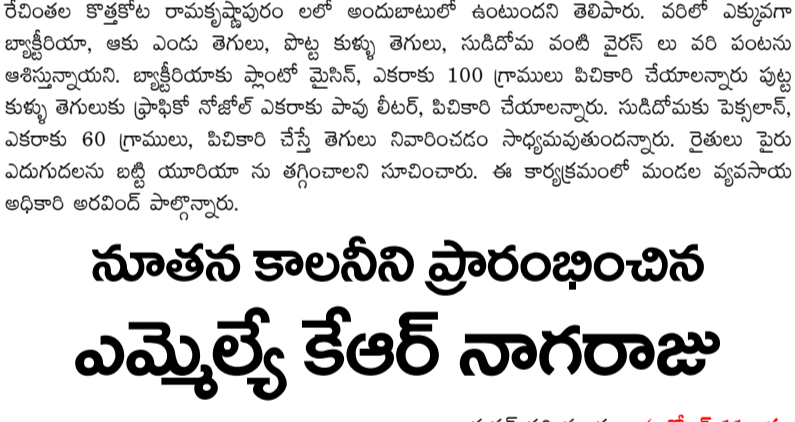 రేచింతల కొత్తకోట రామకృష్ణాపురం లలో అందుబాటులో ఉంటుందని తెలిపారు. వరిలో ఎక్కువగా
బ్యాక్టీరియా, ఆకు ఎండు తెగులు, పొట్ట కుళ్ళు తెగులు, సుడిదోమ వంటి వైరస్ లు వరి పంటను
ఆశిస్తున్నాయని. బ్యాక్టీరియాకు ప్లాంటో మైసిన్, ఎకరాకు 100 గ్రాములు పిచికారి చేయాలన్నారు పుట్ట
కుళ్ళు తెగులుకు ఫ్రాఫికో నోజోల్ ఎకరాకు పావు లీటర్, పిచికారి చేయాలన్నారు. సుడిదోమకు పెక్సలాన్,
ఎకరాకు 60 గ్రాములు, పిచికారి చేస్తే తెగులు నివారించడం సాధ్యమవుతుందన్నారు. రైతులు పైరు
ఎదుగుదలను బట్టి యూరియా ను తగ్గించాలని సూచించారు. ఈ కార్యక్రమంలో మండల వ్యవసాయ
అధికారి అరవింద్ పాల్గొన్నారు.
నూతన కాలనీని ప్రారంభించిన
ఎమ్మెల్యే కేఆర్ నాగరాజు